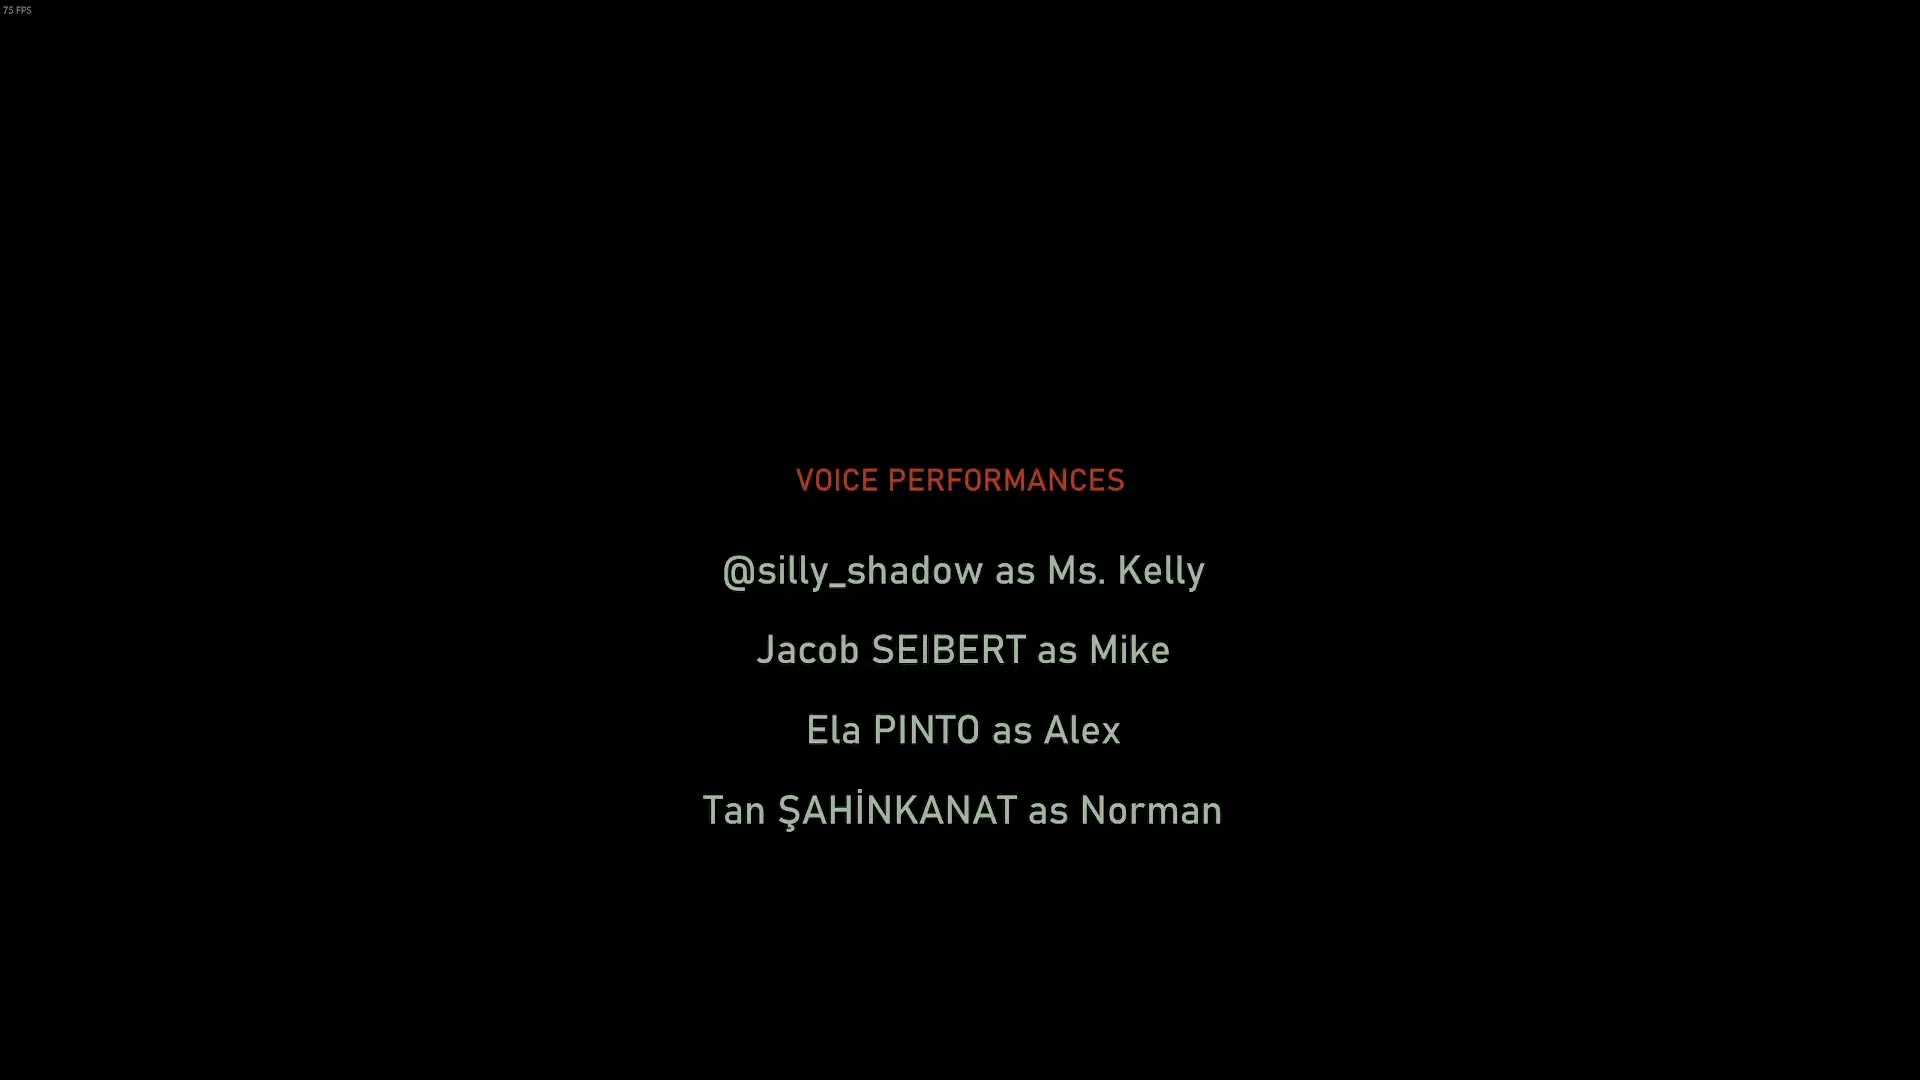 75 FPS
VOICE PERFORMANCES
@silly_shadow as Ms. Kelly
Jacob SEIBERT as Mike
Ela PINTO as Alex
Tan ŞAHİNKANAT as Norman